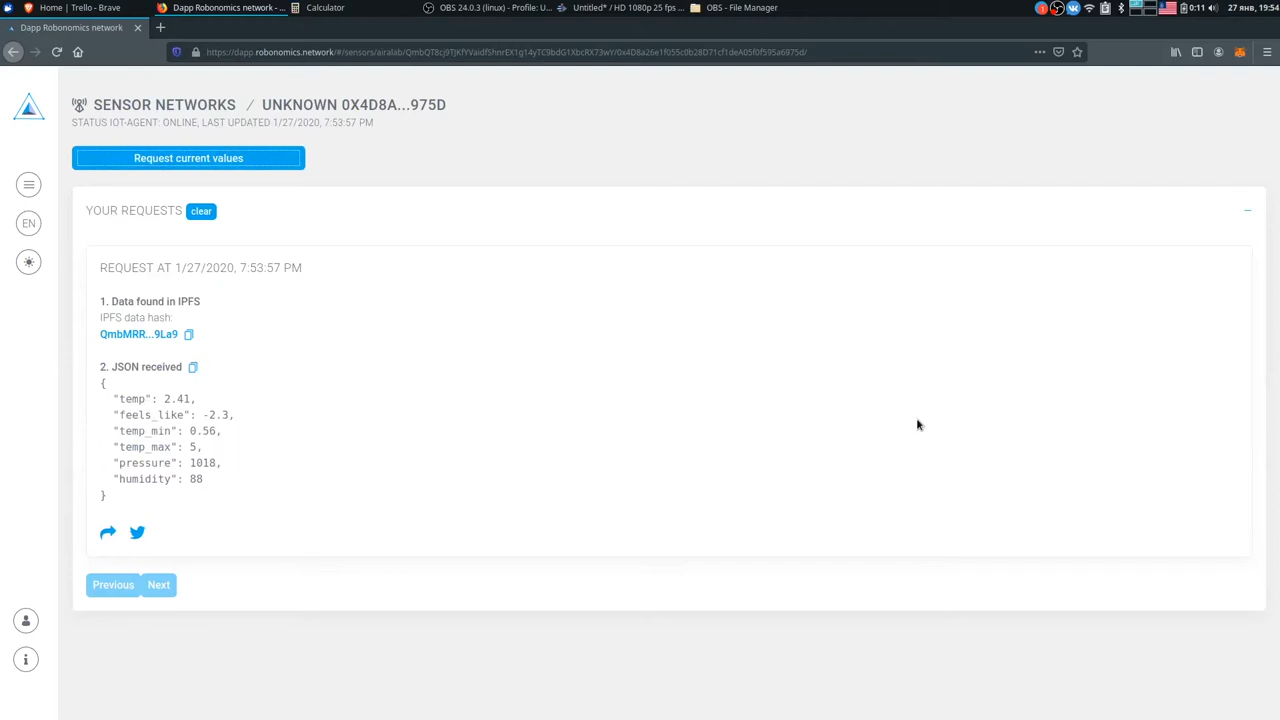 Home | Trello - Brave
Dapp Robonomics network - ...
Calculator
OBS 24.0.3 (linux) - Profile: U...
Untitled* / HD 1080p 25 fps ...
OBS - File Manager
0:11
27 янв, 19:54
Dapp Robonomics network
https://dapp.robonomics.network/#/sensors/airalab/
SENSOR NETWORKS / UNKNOWN 0X4D8A...975D
STATUS IOT-AGENT: ONLINE, LAST UPDATED 1/27/2020, 7:53:57 PM
Request current values
EN
YOUR REQUESTS clear
REQUEST AT 1/27/2020, 7:53:57 PM
1. Data found in IPFS
IPFS data hash:
QmbMRR...9La9
2. JSON received
{
"temp": 2.41,
"feels_like": -2.3,
"temp_min": 0.56,
"temp_max": 5,
"pressure": 1018,
"humidity": 88
}
Previous Next